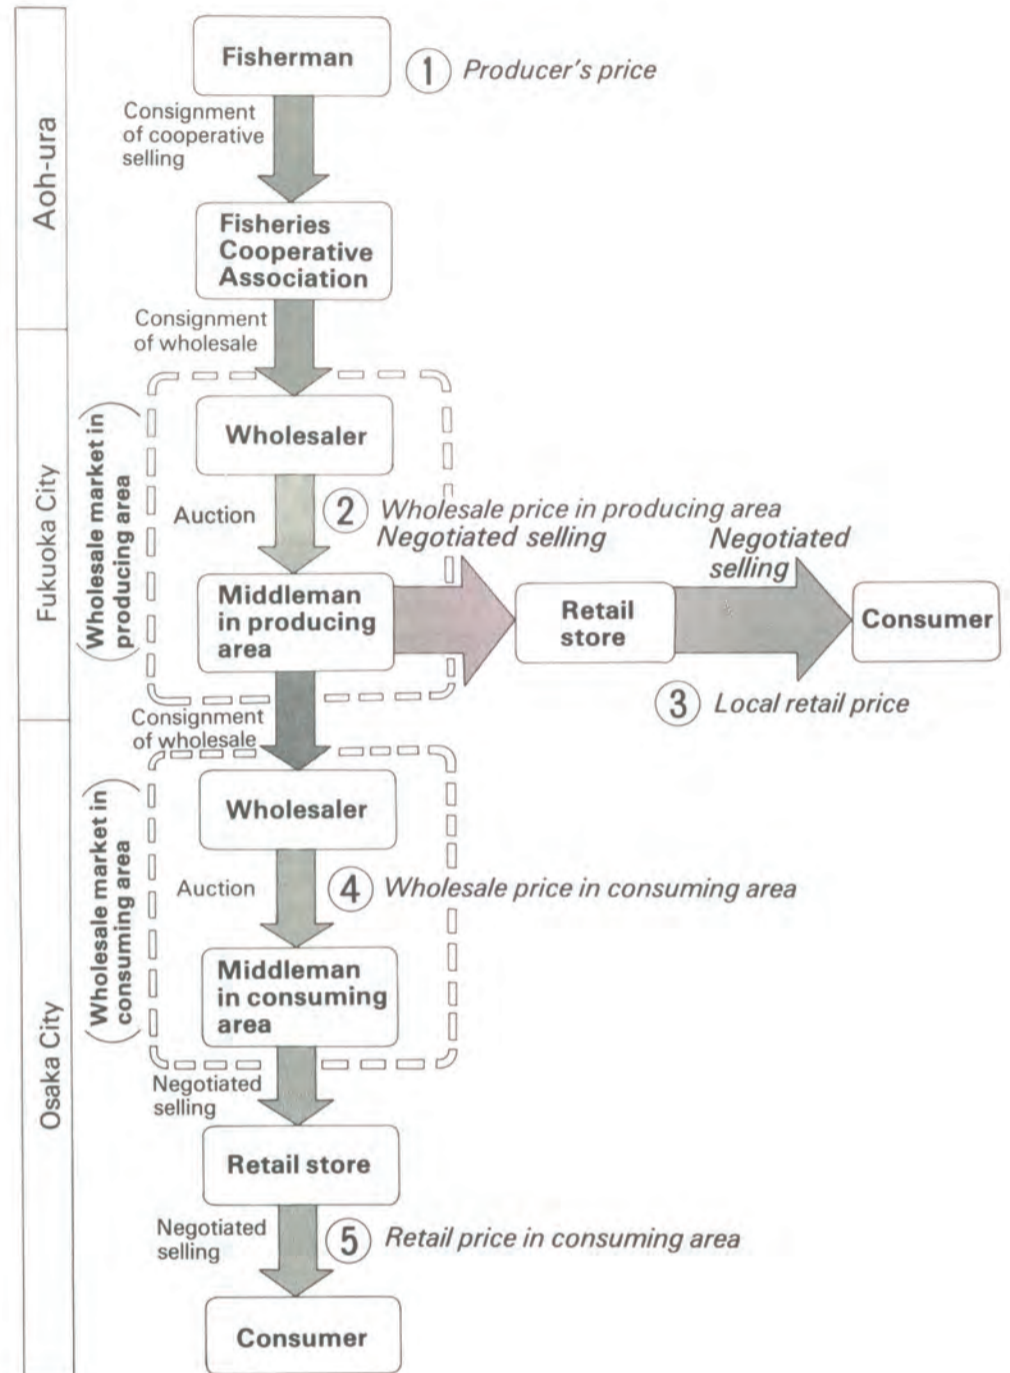 Aoh-ura
Fisherman
① Producer's price
Consignment
of cooperative
selling
Fisheries
Cooperative
Association
Consignment
of wholesale
Fukuoka City
(Wholesale market in
producing area)
Wholesaler
Auction
② Wholesale price in producing area
Negotiated selling
Negotiated
selling
Middleman
in producing
area
Retail
store
Consumer
③ Local retail price
Consignment
of wholesale
Osaka City
(Wholesale market in
consuming area)
Wholesaler
Auction
④ Wholesale price in consuming area
Middleman
in consuming
area
Negotiated
selling
Retail store
Negotiated
selling
⑤ Retail price in consuming area
Consumer